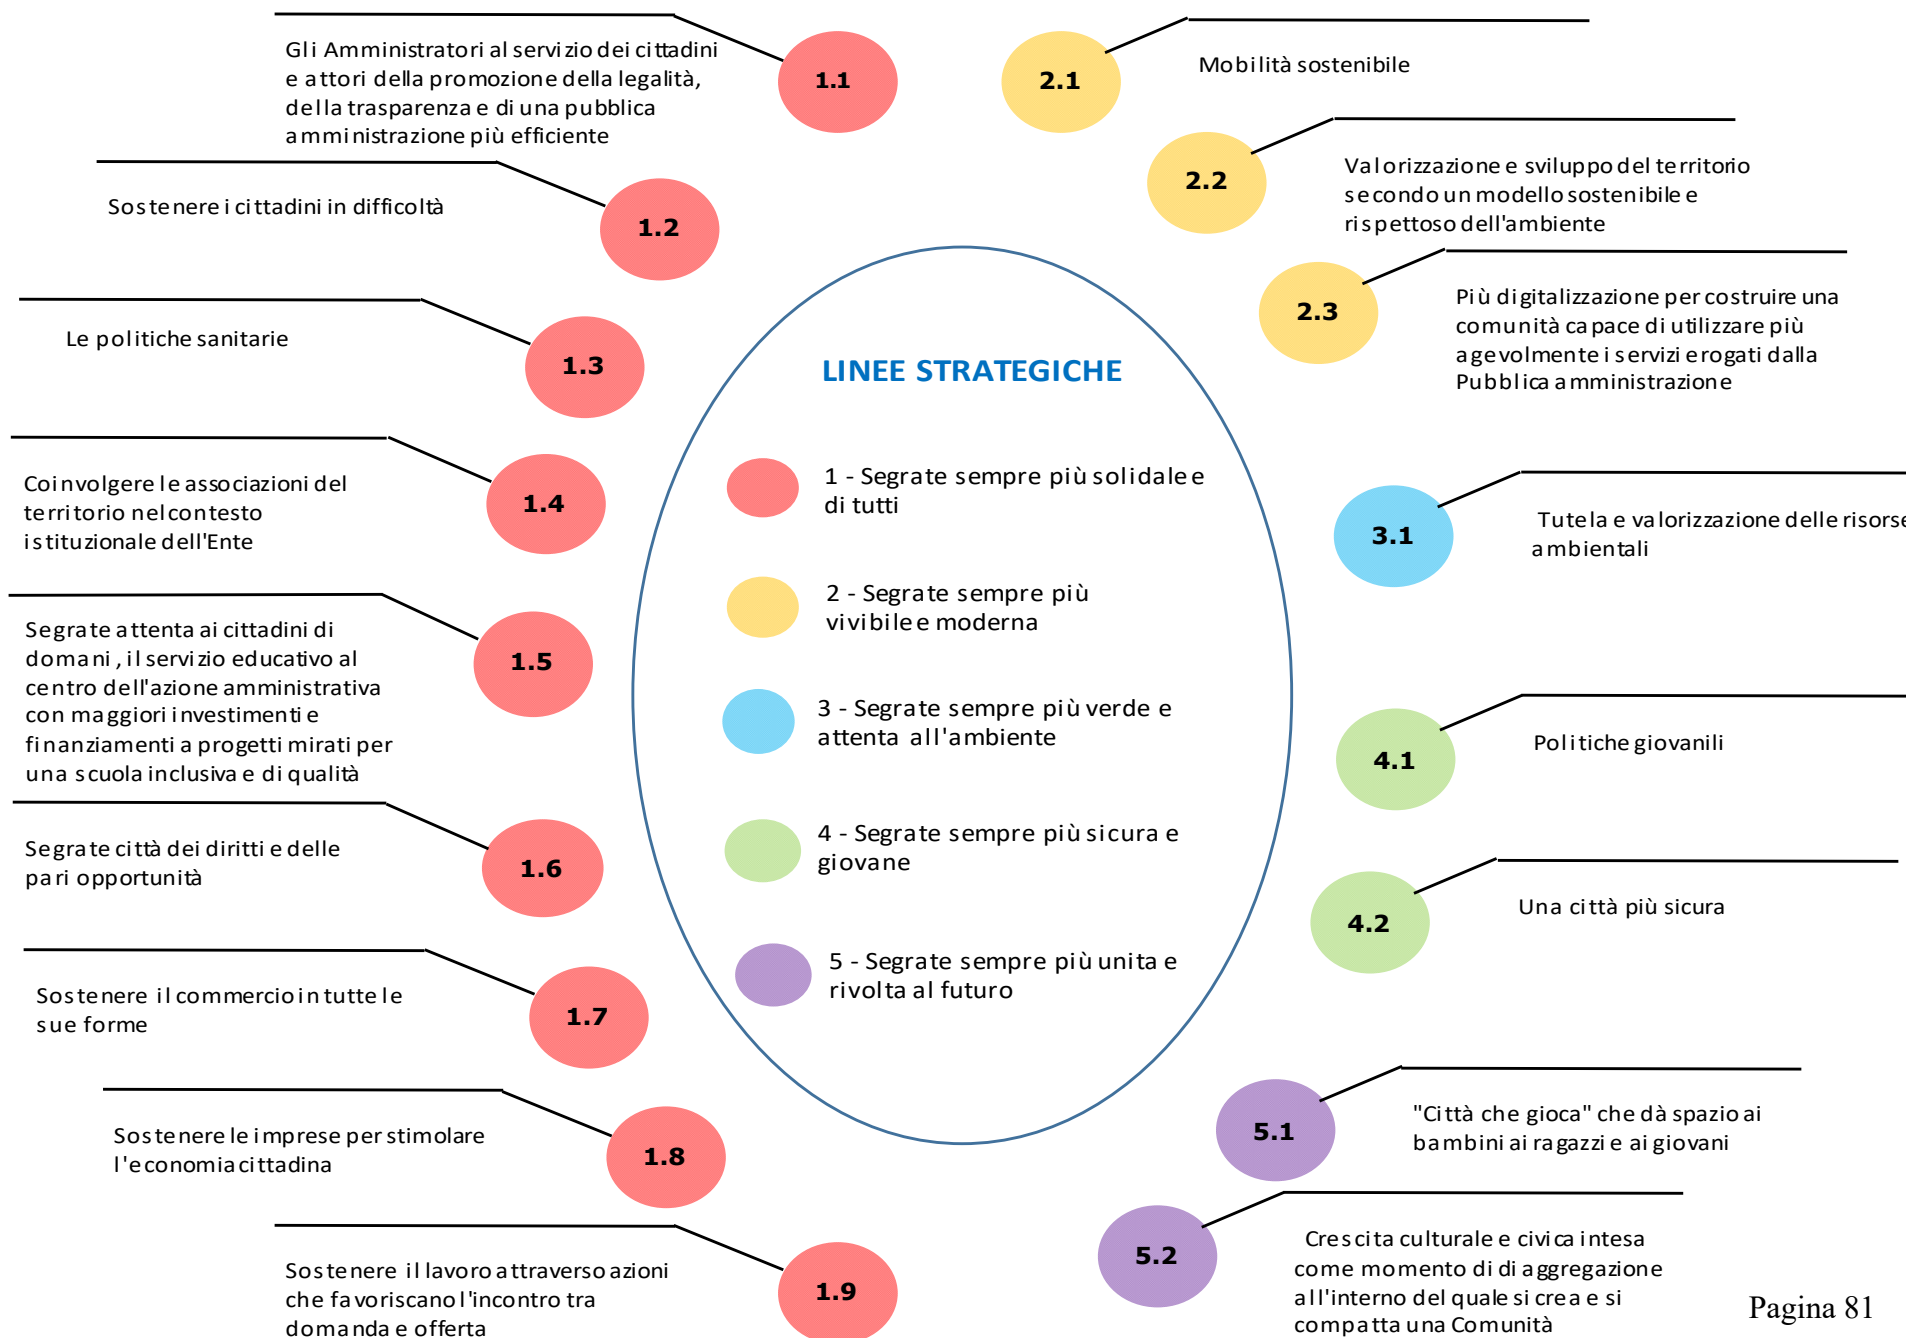 Gli Amministratori al servizio dei cittadini
e attori della promozione della legalità,
della trasparenza e di una pubblica
amministrazione più efficiente
1.1
Sostenere i cittadini in difficoltà
1.2
Le politiche sanitarie
1.3
Coinvolgere le associazioni del
territorio nel contesto
istituzionale dell'Ente
1.4
Segrate attenta ai cittadini di
domani, il servizio educativo al
centro dell'azione amministrativa
con maggiori investimenti e
finanziamenti a progetti mirati per
una scuola inclusiva e di qualità
1.5
Segrate città dei diritti e delle
pari opportunità
1.6
Sostenere il commercio in tutte le
sue forme
1.7
Sostenere le imprese per stimolare
l'economia cittadina
1.8
Sostenere il lavoro attraverso azioni
che favoriscano l'incontro tra
domanda e offerta
1.9
LINEE STRATEGICHE
1 - Segrate sempre più solidale e
di tutti
2 - Segrate sempre più
vivibile e moderna
3 - Segrate sempre più verde e
attenta all'ambiente
4 - Segrate sempre più sicura e
giovane
5 - Segrate sempre più unita e
rivolta al futuro
2.1
Mobilità sostenibile
2.2
Valorizzazione e sviluppo del territorio
secondo un modello sostenibile e
rispettoso dell'ambiente
2.3
Più digitalizzazione per costruire una
comunità capace di utilizzare più
agevolmente i servizi erogati dalla
Pubblica amministrazione
3.1
Tutela e valorizzazione delle risorse
ambientali
4.1
Politiche giovanili
4.2
Una città più sicura
5.1
"Città che gioca" che dà spazio ai
bambini ai ragazzi e ai giovani
5.2
Crescita culturale e civica intesa
come momento di di aggregazione
all'interno del quale si crea e si
compatta una Comunità
Pagina 81